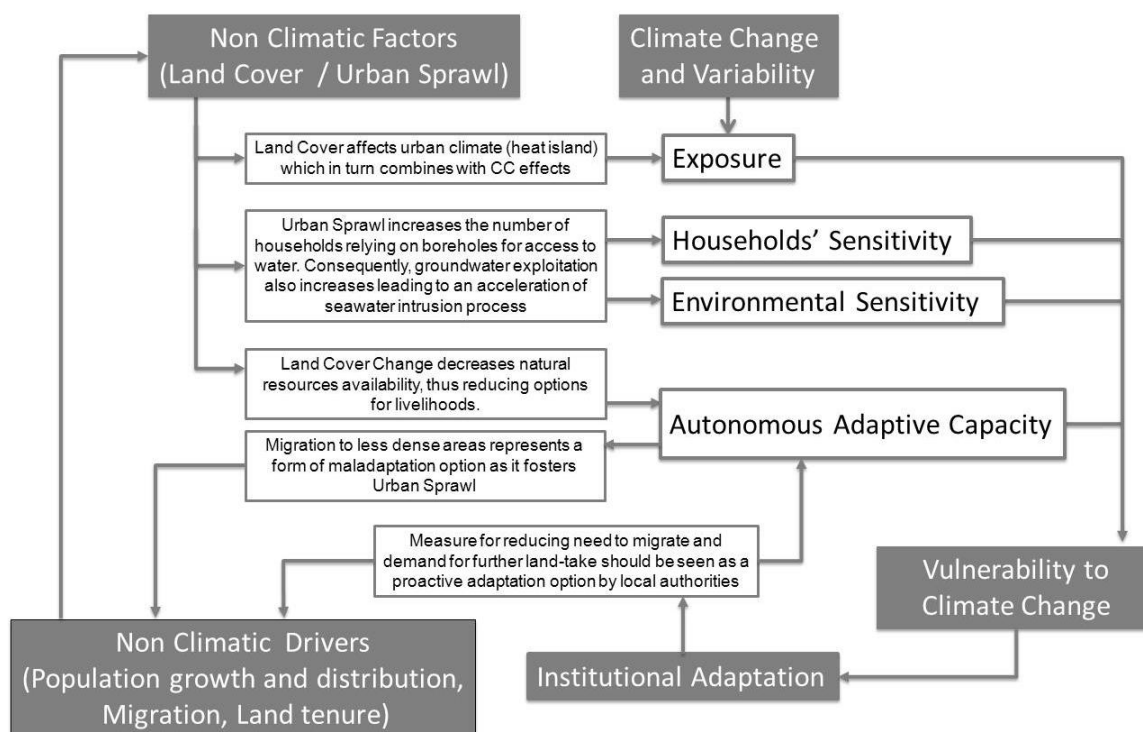 Non Climatic Factors
(Land Cover / Urban Sprawl)
Climate Change
and Variability
Land Cover affects urban climate (heat island)
which in turn combines with CC effects
Exposure
Urban Sprawl increases the number of
households relying on boreholes for access to
water. Consequently, groundwater exploitation
also increases leading to an acceleration of
seawater intrusion process
Households' Sensitivity
Environmental Sensitivity
Land Cover Change decreases natural
resources availability, thus reducing options
for livelihoods.
Autonomous Adaptive Capacity
Migration to less dense areas represents a
form of maladaptation option as it fosters
Urban Sprawl
Measure for reducing need to migrate and
demand for further land-take should be seen as a
proactive adaptation option by local authorities
Vulnerability to
Climate Change
Non Climatic Drivers
(Population growth and distribution,
Migration, Land tenure)
Institutional Adaptation